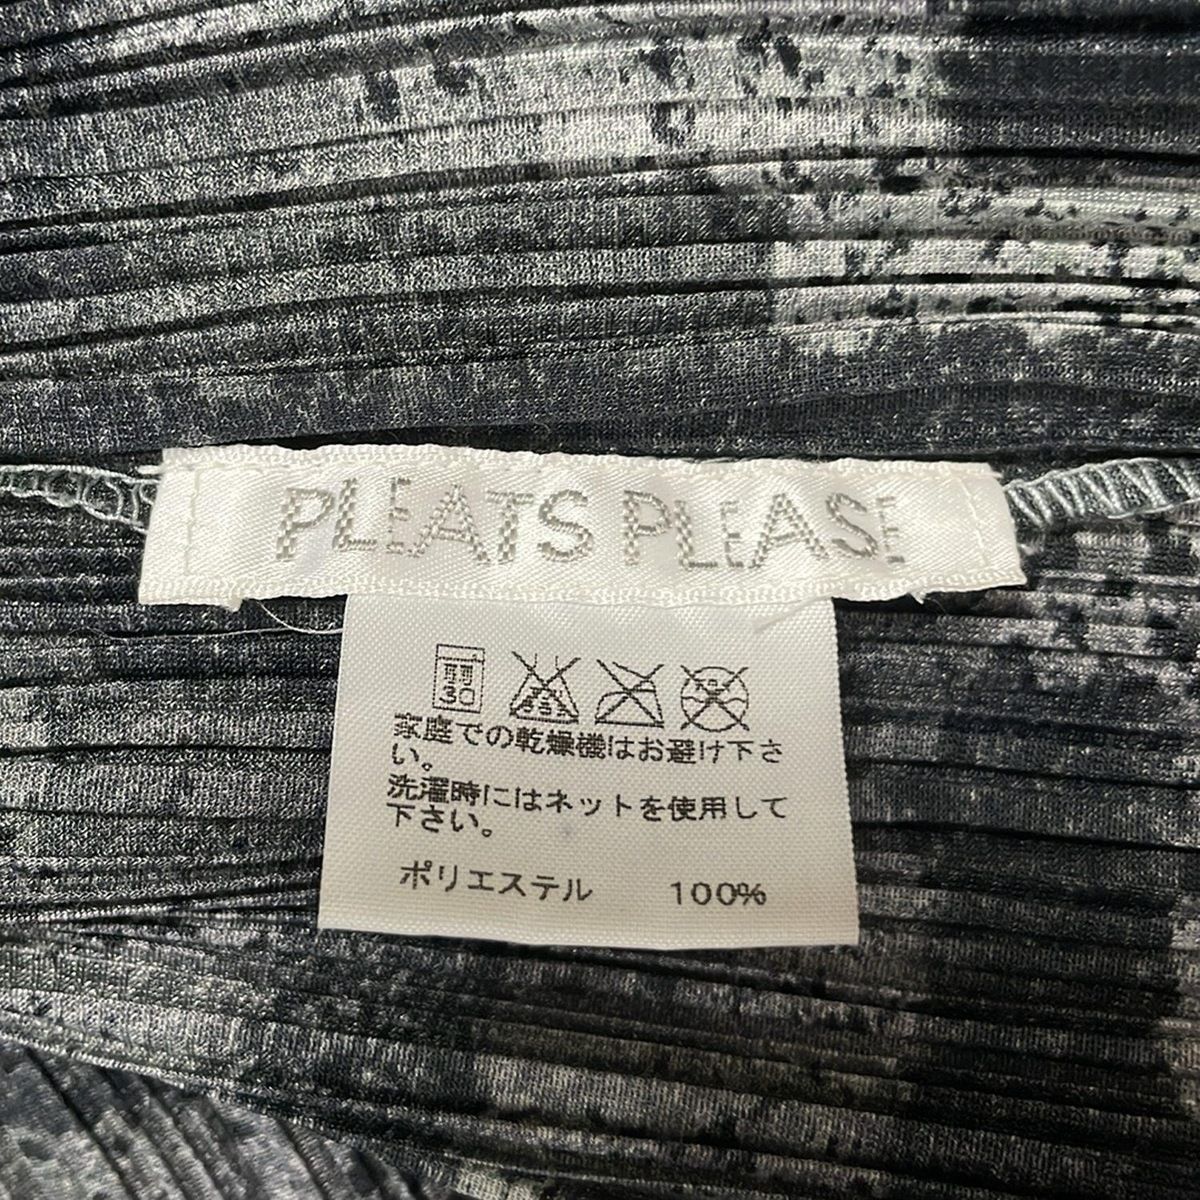 PLEATS PLEASE
弱
30
家庭での乾燥機はお避け下さ
い。
洗濯時にはネットを使用して
下さい。
ポリエステル 100%